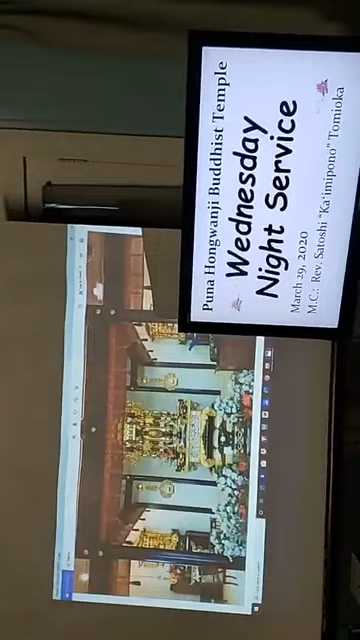 Puna Hongwanji Buddhist Temple
Wednesday
Night Service
March 29, 2020
M.C.: Rev. Satoshi "Ka'imipono" Tomioka